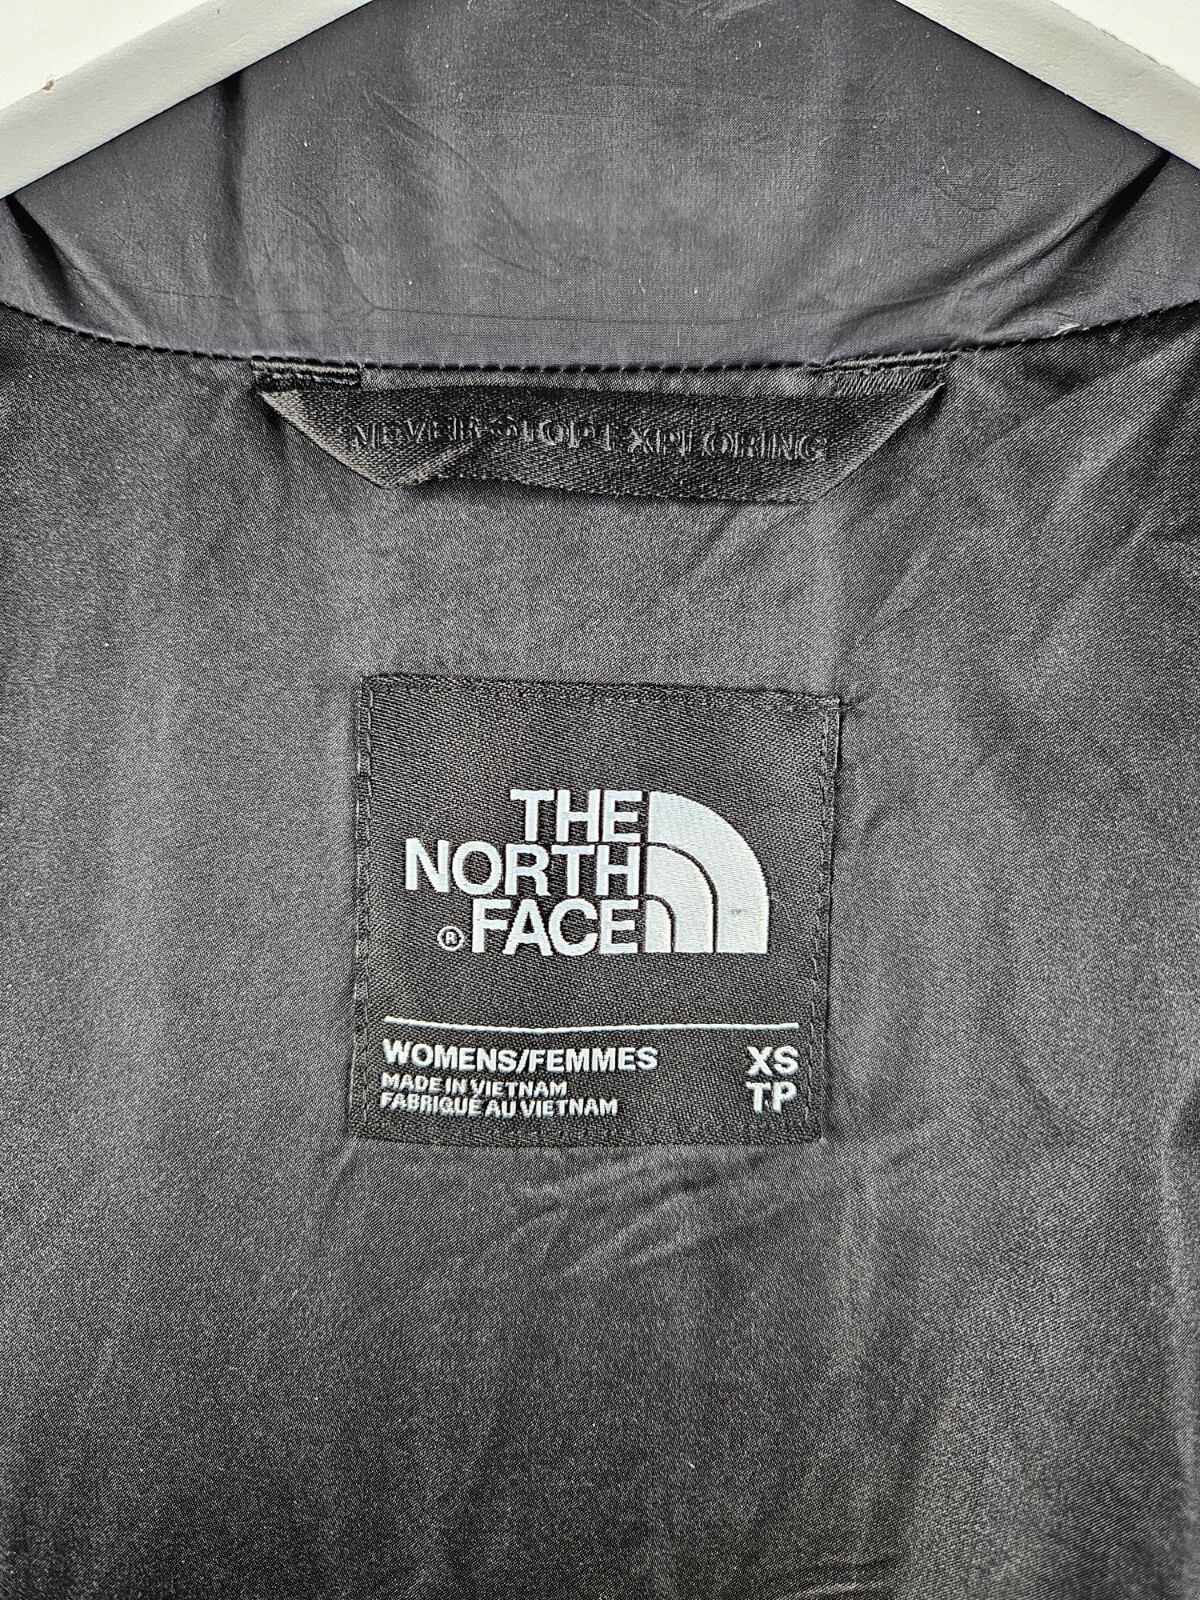 NEVER STOP EXPLORING
THE
NORTH
® FACE
WOMENS/FEMMES XS
MADE IN VIETNAM TP
FABRIQUÉ AU VIETNAM